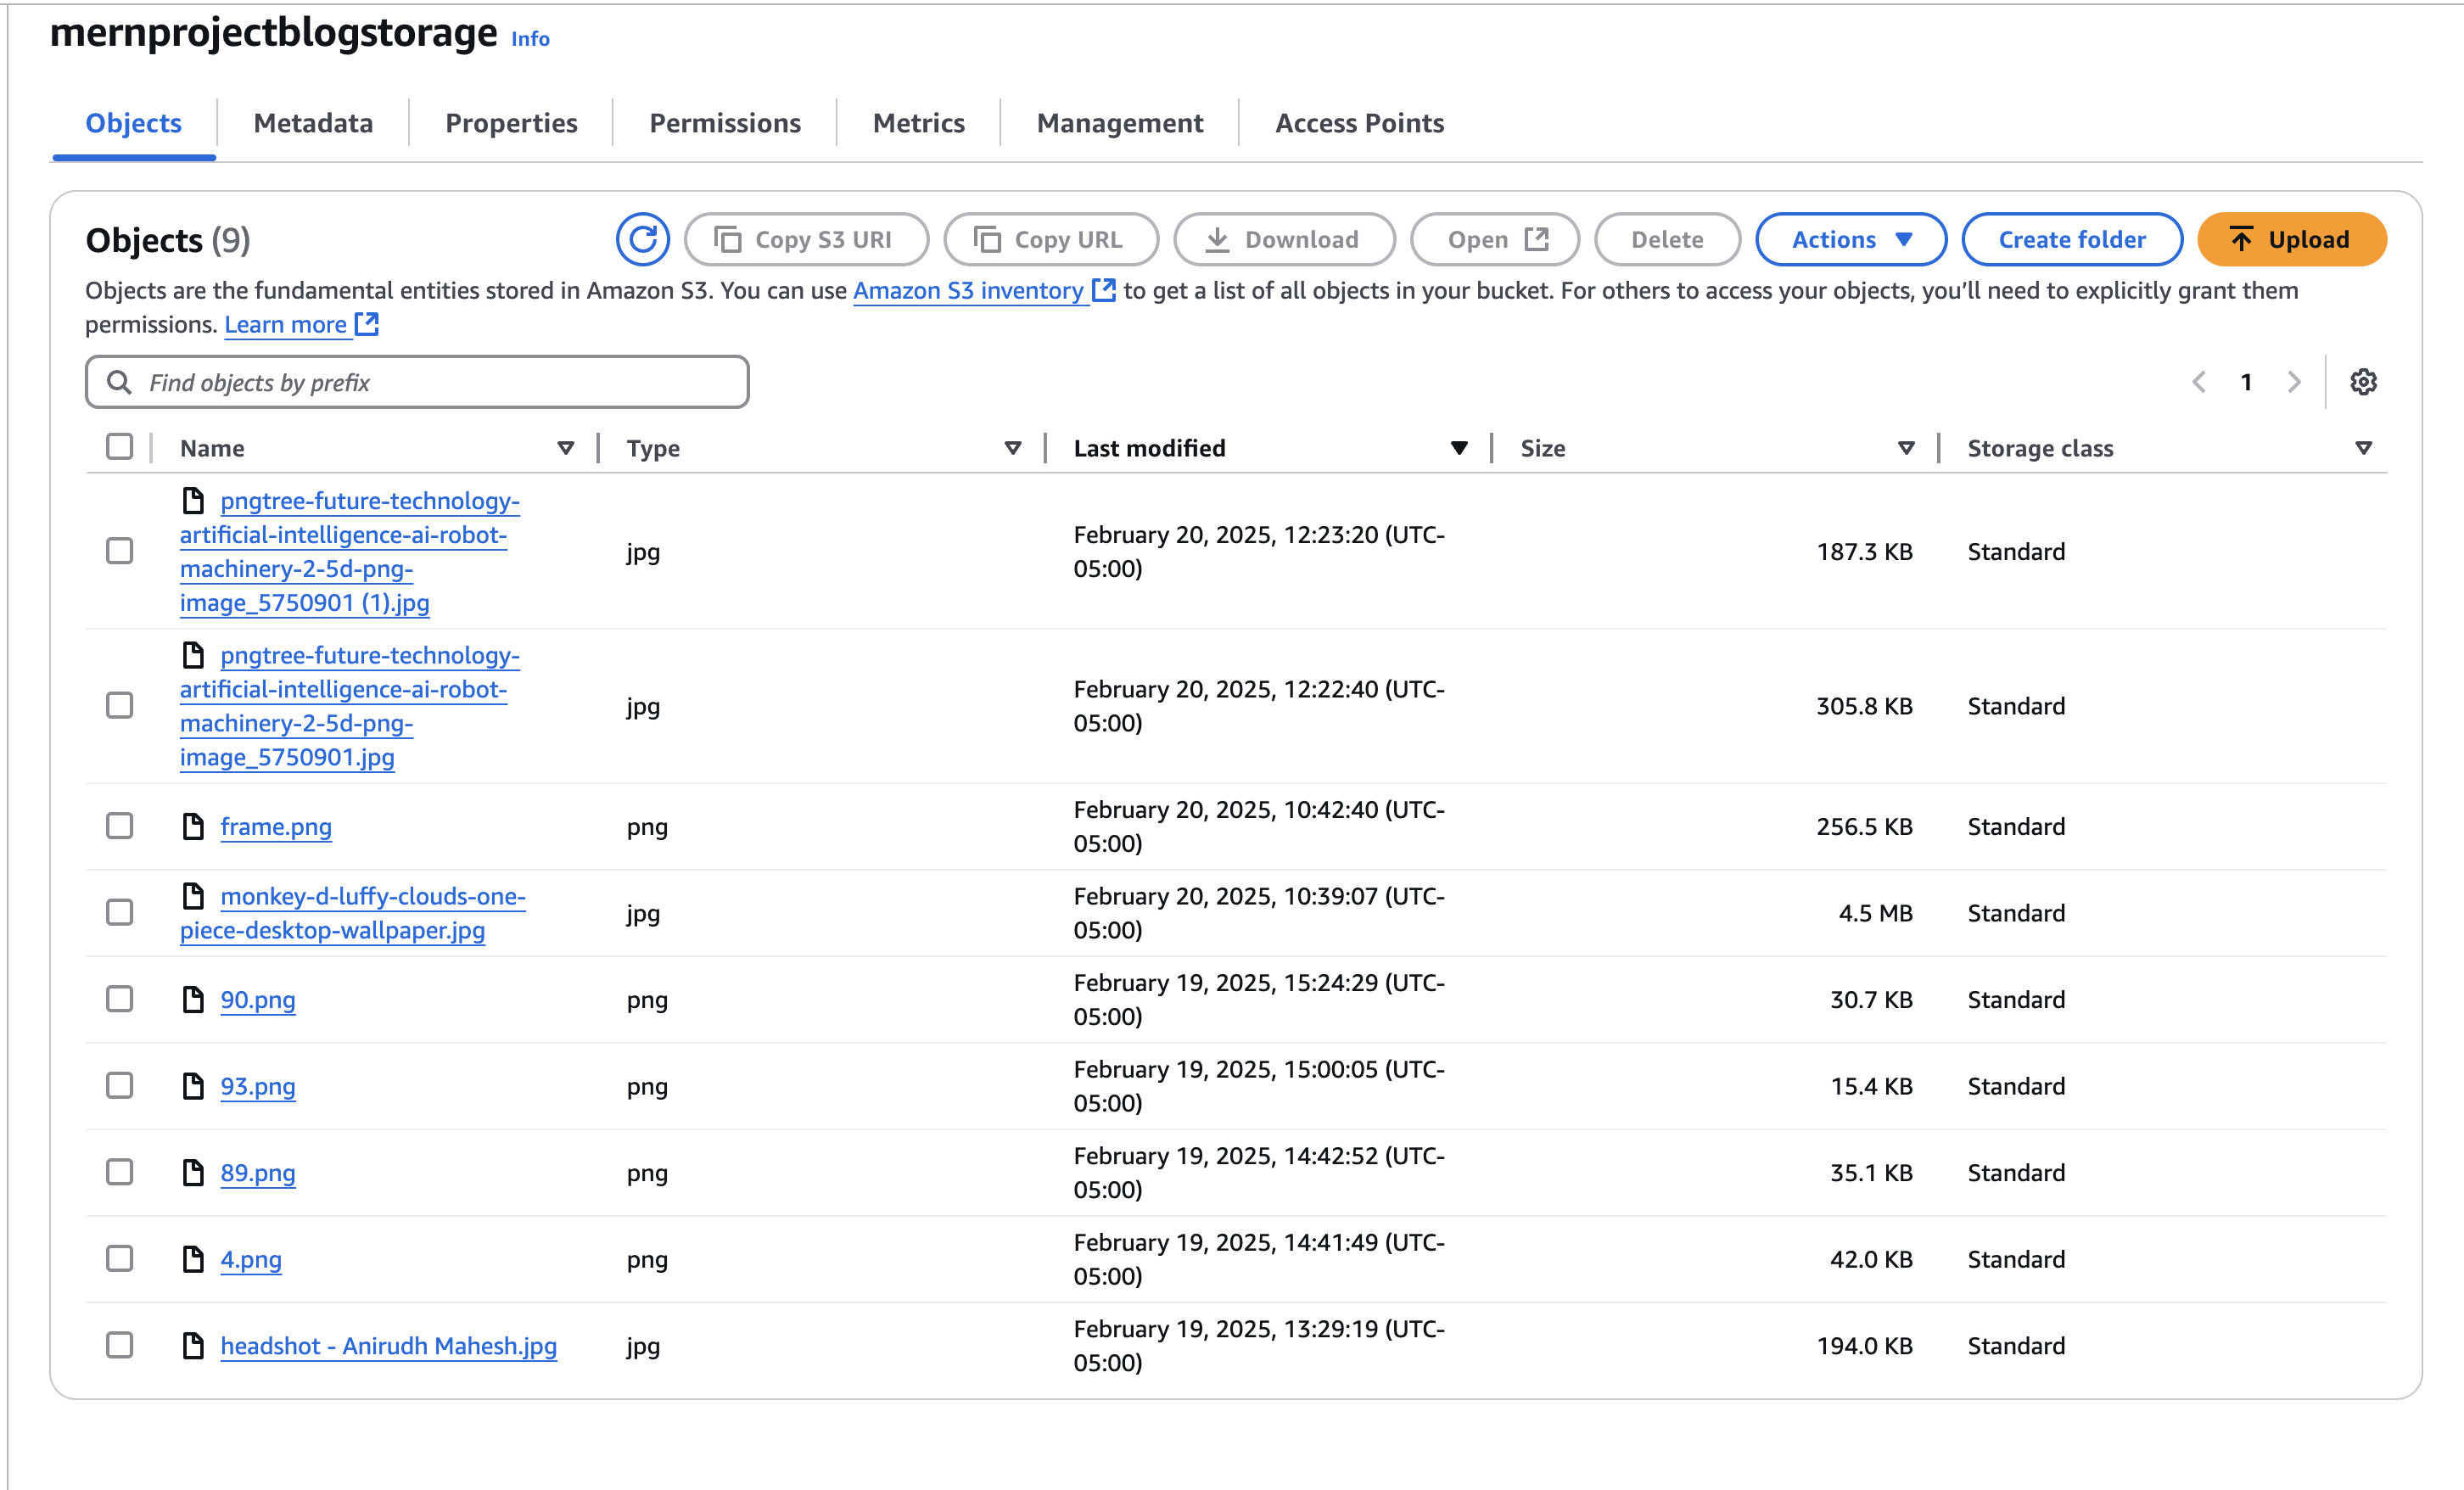 mernprojectblogstorage Info
Objects Metadata Properties Permissions Metrics Management Access Points
Objects (9) Copy S3 URI Copy URL Download Open Delete Actions Create folder Upload
Objects are the fundamental entities stored in Amazon S3. You can use Amazon S3 inventory to get a list of all objects in your bucket. For others to access your objects, you’ll need to explicitly grant them
permissions. Learn more
Find objects by prefix 1
Name Type Last modified Size Storage class
pngtree-future-technology-
artificial-intelligence-ai-robot-
machinery-2-5d-png-
image_5750901 (1).jpg
jpg
February 20, 2025, 12:23:20 (UTC-
05:00)
187.3 KB
Standard
pngtree-future-technology-
artificial-intelligence-ai-robot-
machinery-2-5d-png-
image_5750901.jpg
jpg
February 20, 2025, 12:22:40 (UTC-
05:00)
305.8 KB
Standard
frame.png
png
February 20, 2025, 10:42:40 (UTC-
05:00)
256.5 KB
Standard
monkey-d-luffy-clouds-one-
piece-desktop-wallpaper.jpg
jpg
February 20, 2025, 10:39:07 (UTC-
05:00)
4.5 MB
Standard
90.png
png
February 19, 2025, 15:24:29 (UTC-
05:00)
30.7 KB
Standard
93.png
png
February 19, 2025, 15:00:05 (UTC-
05:00)
15.4 KB
Standard
89.png
png
February 19, 2025, 14:42:52 (UTC-
05:00)
35.1 KB
Standard
4.png
png
February 19, 2025, 14:41:49 (UTC-
05:00)
42.0 KB
Standard
headshot - Anirudh Mahesh.jpg
jpg
February 19, 2025, 13:29:19 (UTC-
05:00)
194.0 KB
Standard